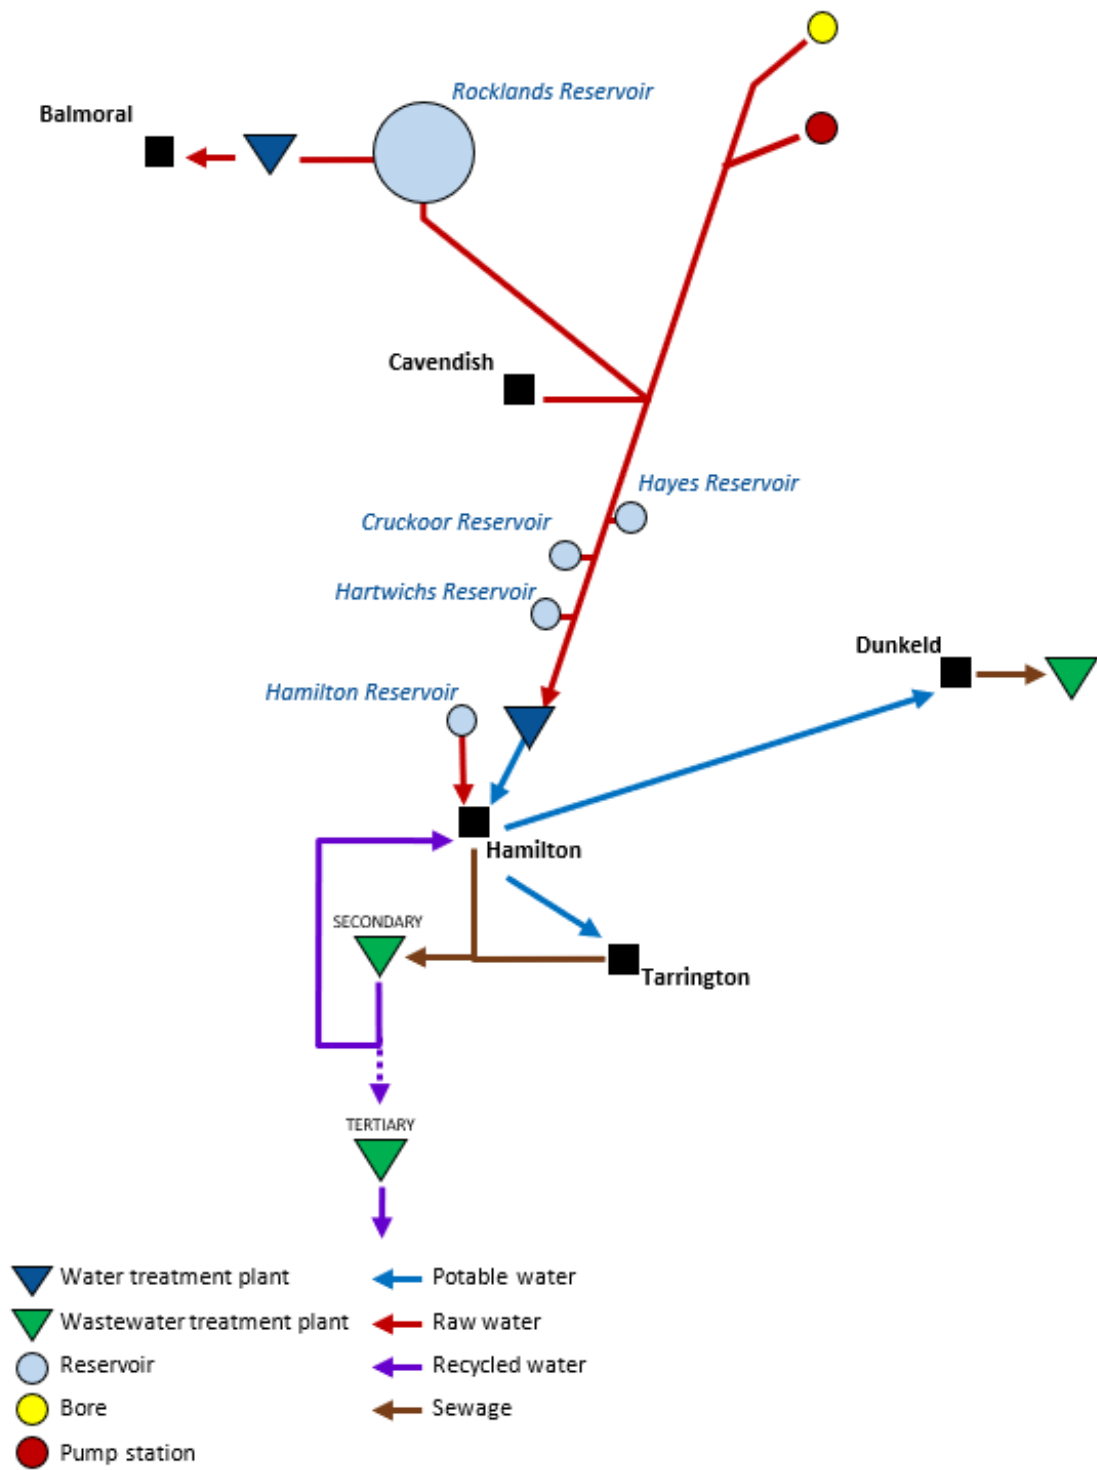 Rocklands Reservoir
Balmoral
Cavendish
Hayes Reservoir
Cruckoor Reservoir
Hartwichs Reservoir
Dunkeld
Hamilton Reservoir
Hamilton
SECONDARY
Tarrington
TERTIARY
Water treatment plant
Potable water
Wastewater treatment plant
Raw water
Reservoir
Recycled water
Bore
Sewage
Pump station